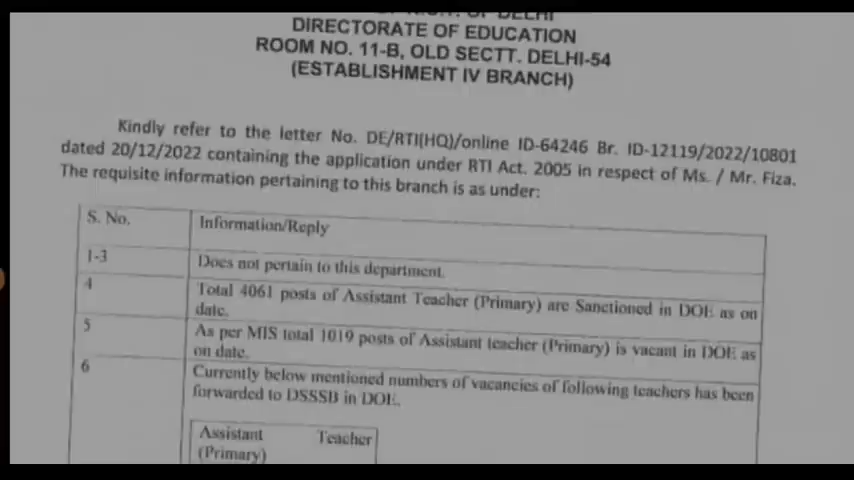 DIRECTORATE OF EDUCATION
ROOM NO. 11-B, OLD SECTT. DELHI-54
(ESTABLISHMENT IV BRANCH)
Kindly refer to the letter No. DE/RTI(HQ)/online ID-64246 Br. ID-12119/2022/10801
dated 20/12/2022 containing the application under RTI Act. 2005 in respect of Ms. / Mr. Fiza.
The requisite information pertaining to this branch is as under:
S. No. Information/Reply
1-3 Does not pertain to this department.
4 Total 4061 posts of Assistant Teacher (Primary) are Sanctioned in DOE as on
date.
5 As per MIS total 1019 posts of Assistant teacher (Primary) is vacant in DOE as
on date.
6 Currently below mentioned numbers of vacancies of following teachers has been
forwarded to DSSSB in DOE.
Assistant Teacher
(Primary)